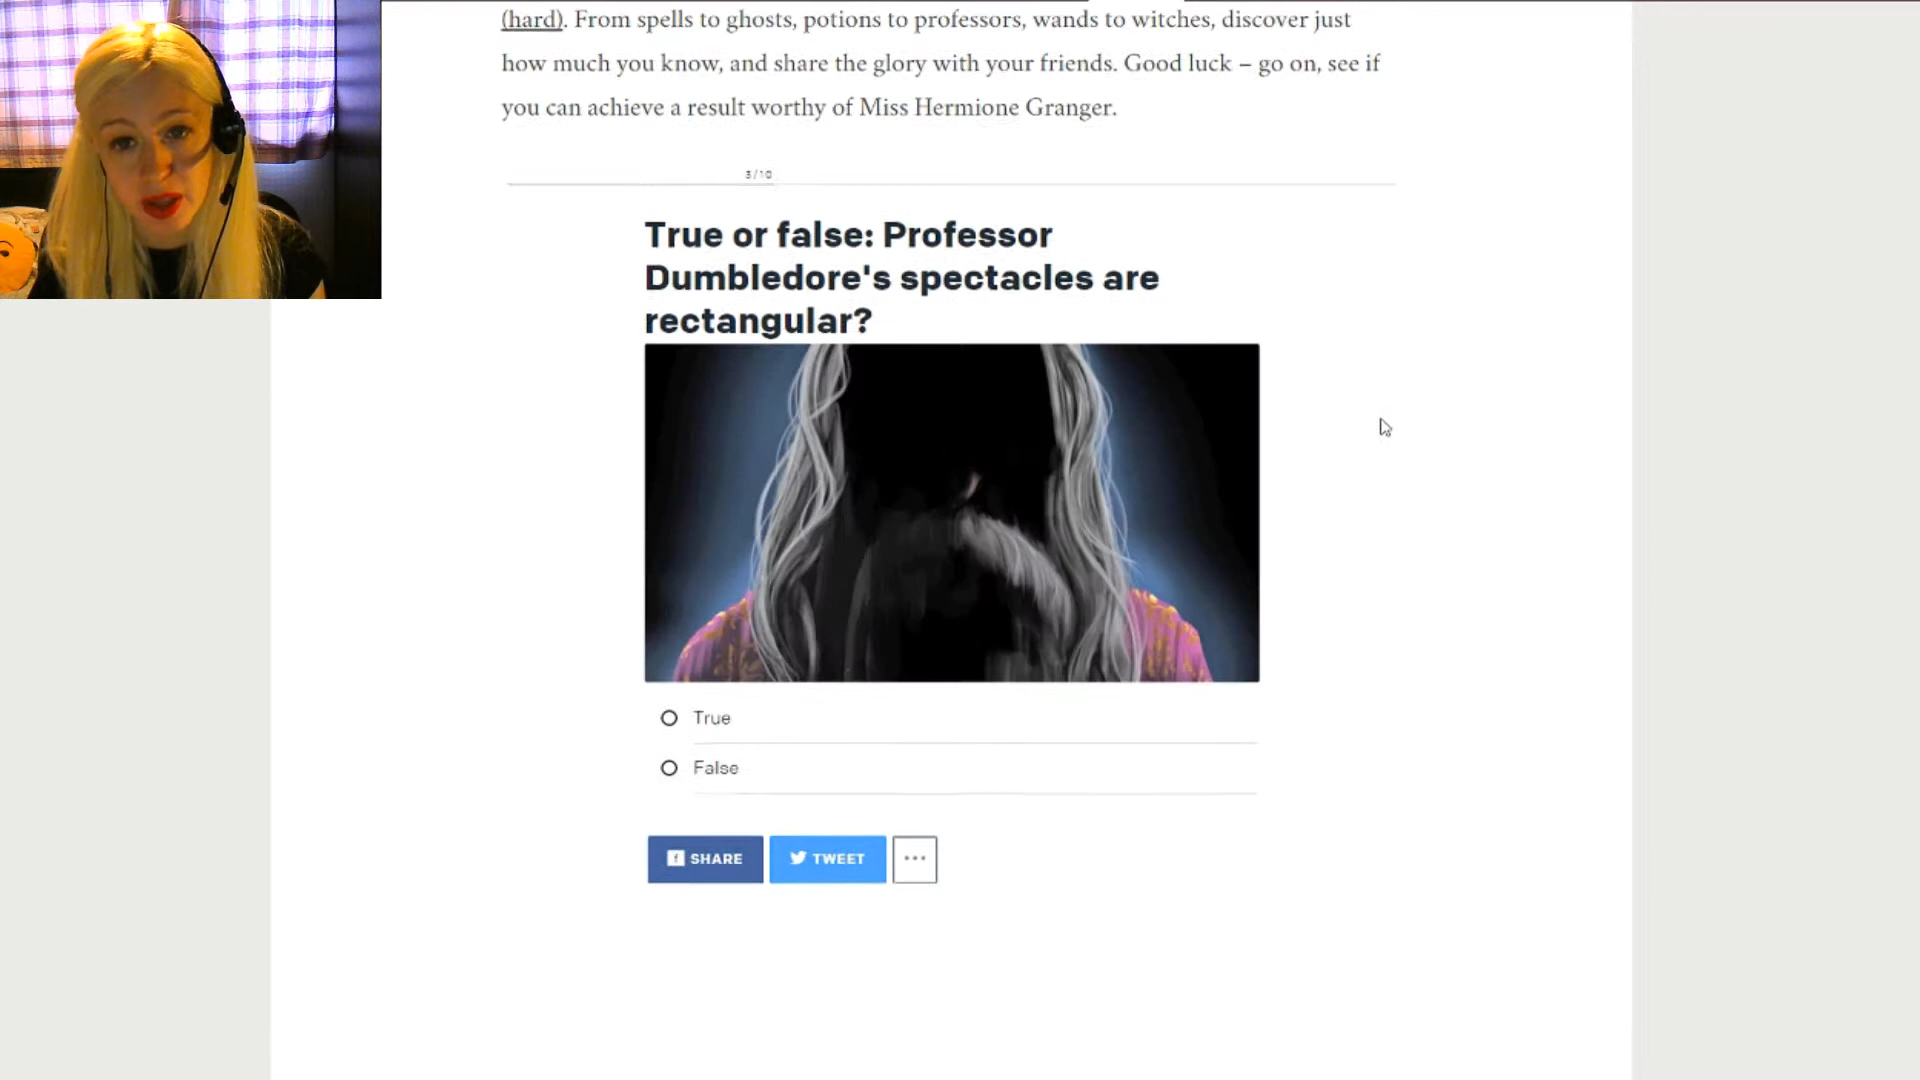 (hard). From spells to ghosts, potions to professors, wands to witches, discover just
how much you know, and share the glory with your friends. Good luck – go on, see if
you can achieve a result worthy of Miss Hermione Granger.
3/10
True or false: Professor
Dumbledore's spectacles are
rectangular?
True
False
f SHARE
TWEET